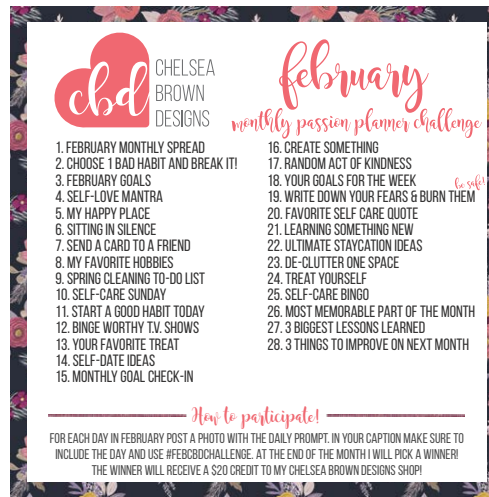 cbd
CHELSEA
BROWN
DESIGNS
february
monthly passion planner challenge
1. FEBRUARY MONTHLY SPREAD
2. CHOOSE 1 BAD HABIT AND BREAK IT!
3. FEBRUARY GOALS
4. SELF-LOVE MANTRA
5. MY HAPPY PLACE
6. SITTING IN SILENCE
7. SEND A CARD TO A FRIEND
8. MY FAVORITE HOBBIES
9. SPRING CLEANING TO-DO LIST
10. SELF-CARE SUNDAY
11. START A GOOD HABIT TODAY
12. BINGE WORTHY T.V. SHOWS
13. YOUR FAVORITE TREAT
14. SELF-DATE IDEAS
15. MONTHLY GOAL CHECK-IN
16. CREATE SOMETHING
17. RANDOM ACT OF KINDNESS
18. YOUR GOALS FOR THE WEEK
be safe!
19. WRITE DOWN YOUR FEARS & BURN THEM
20. FAVORITE SELF CARE QUOTE
21. LEARNING SOMETHING NEW
22. ULTIMATE STAYCATION IDEAS
23. DE-CLUTTER ONE SPACE
24. TREAT YOURSELF
25. SELF-CARE BINGO
26. MOST MEMORABLE PART OF THE MONTH
27. 3 BIGGEST LESSONS LEARNED
28. 3 THINGS TO IMPROVE ON NEXT MONTH
How to participate!
FOR EACH DAY IN FEBRUARY POST A PHOTO WITH THE DAILY PROMPT. IN YOUR CAPTION MAKE SURE TO
INCLUDE THE DAY AND USE #FEBCBDCHALLENGE. AT THE END OF THE MONTH I WILL PICK A WINNER!
THE WINNER WILL RECEIVE A $20 CREDIT TO MY CHELSEA BROWN DESIGNS SHOP!